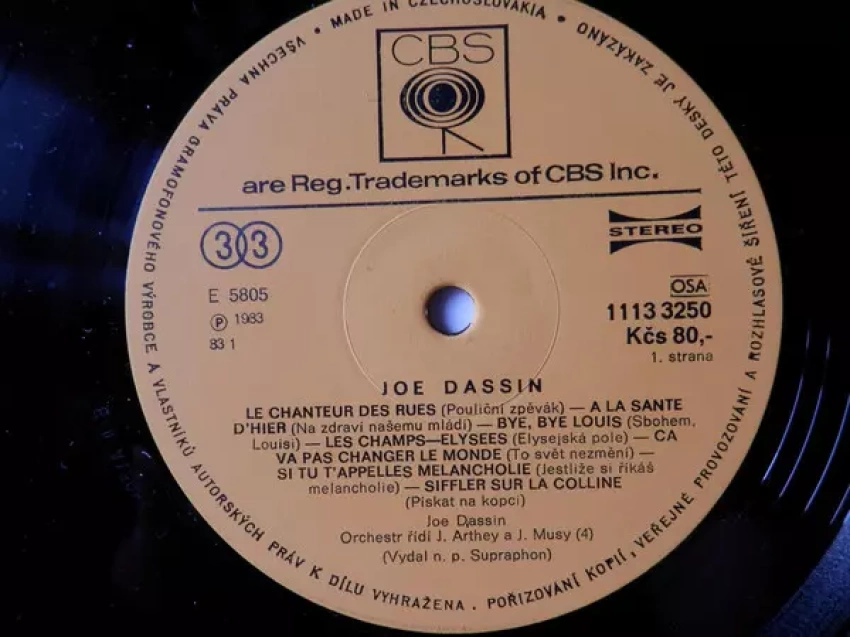 MADE IN CZECHOSLOVAKIA • VŠECHNA PRÁVA GRAMOFONOVÉHO VÝROBCE A VLASTNÍKŮ AUTORSKÝCH PRÁV K DÍLU VYHRAŽENA . POŘIZOVÁNÍ KOPIÍ, VEŘEJNÉ PROVOZOVÁNÍ A ROZHLASOVÉ ŠÍŘENÍ TÉTO DESKY JE ZAKÁZÁNO •
CBS
are Reg. Trademarks of CBS Inc.
33
STEREO
E 5805
℗ 1983
83 1
OSA
1113 3250
Kčs 80,-
1. strana
JOE DASSIN
LE CHANTEUR DES RUES (Pouliční zpěvák) — A LA SANTE
D'HIER (Na zdraví našemu mládí) — BYE, BYE LOUIS (Sbohem,
Louisi) — LES CHAMPS—ELYSEES (Elysejská pole) — CA
VA PAS CHANGER LE MONDE (To svět nezmění) —
SI TU T'APPELLES MELANCHOLIE (Jestliže si říkáš
melancholie) — SIFFLER SUR LA COLLINE
(Pískat na kopci)
Joe Dassin
Orchestr řídí J. Arthey a J. Musy (4)
(Vydal n. p. Supraphon)